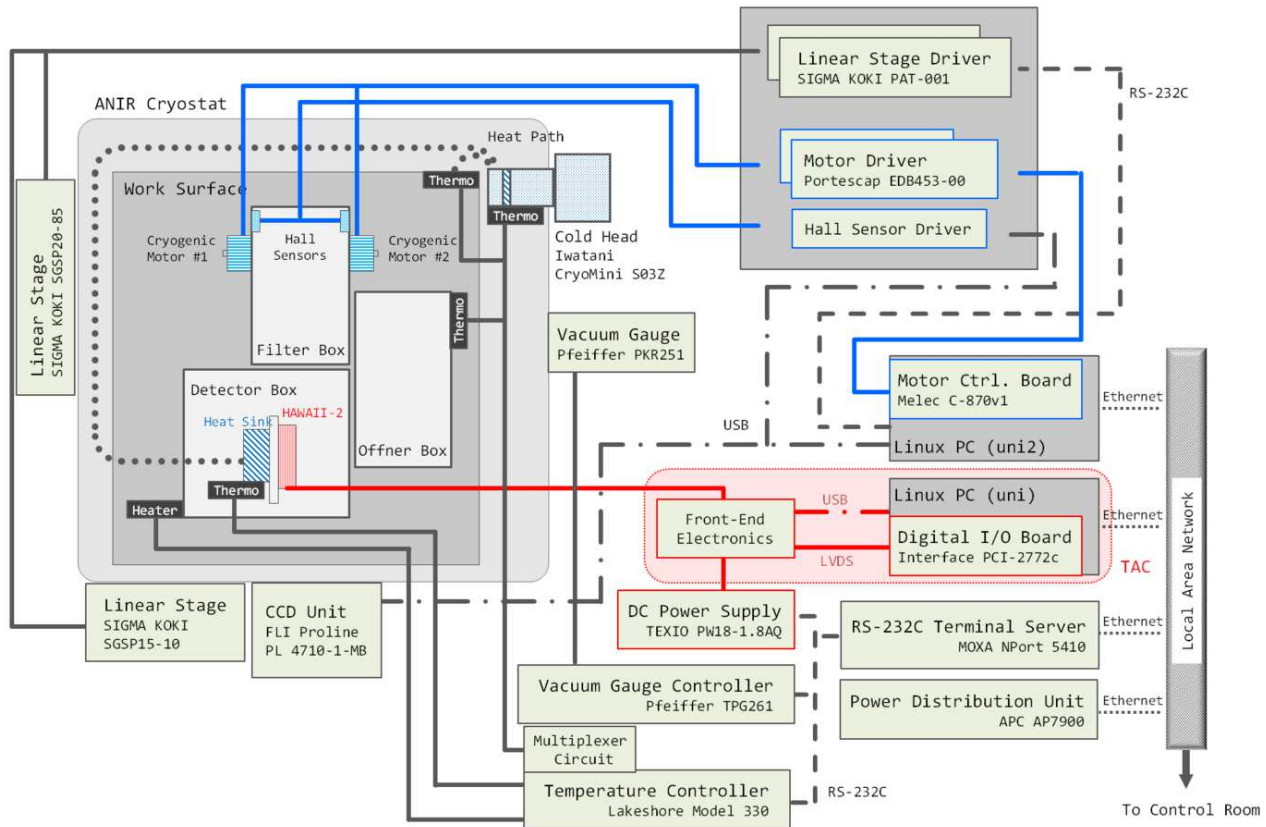 Linear Stage Driver
SIGMA KOKI PAT-001
RS-232C
ANIR Cryostat
Heat Path
Motor Driver
Portescap EDB453-00
Work Surface
Thermo
Thermo
Hall Sensor Driver
Linear Stage
SIGMA KOKI SGSP20-85
Cryogenic
Motor #1
Hall
Sensors
Cryogenic
Motor #2
Cold Head
Iwatani
CryoMini S03Z
Thermo
Filter Box
Vacuum Gauge
Pfeiffer PKR251
Detector Box
HAWAII-2
Heat Sink
Offner Box
Thermo
Heater
Motor Ctrl. Board
Melec C-870v1
Linux PC (uni2)
Ethernet
USB
Linux PC (uni)
USB
Front-End
Electronics
Digital I/O Board
Interface PCI-2772c
LVDS
Ethernet
TAC
Local Area Network
Linear Stage
SIGMA KOKI
SGSP15-10
CCD Unit
FLI Proline
PL 4710-1-MB
DC Power Supply
TEXIO PW18-1.8AQ
RS-232C Terminal Server
MOXA NPort 5410
Ethernet
Vacuum Gauge Controller
Pfeiffer TPG261
Power Distribution Unit
APC AP7900
Ethernet
Multiplexer
Circuit
Temperature Controller
Lakeshore Model 330
RS-232C
To Control Room